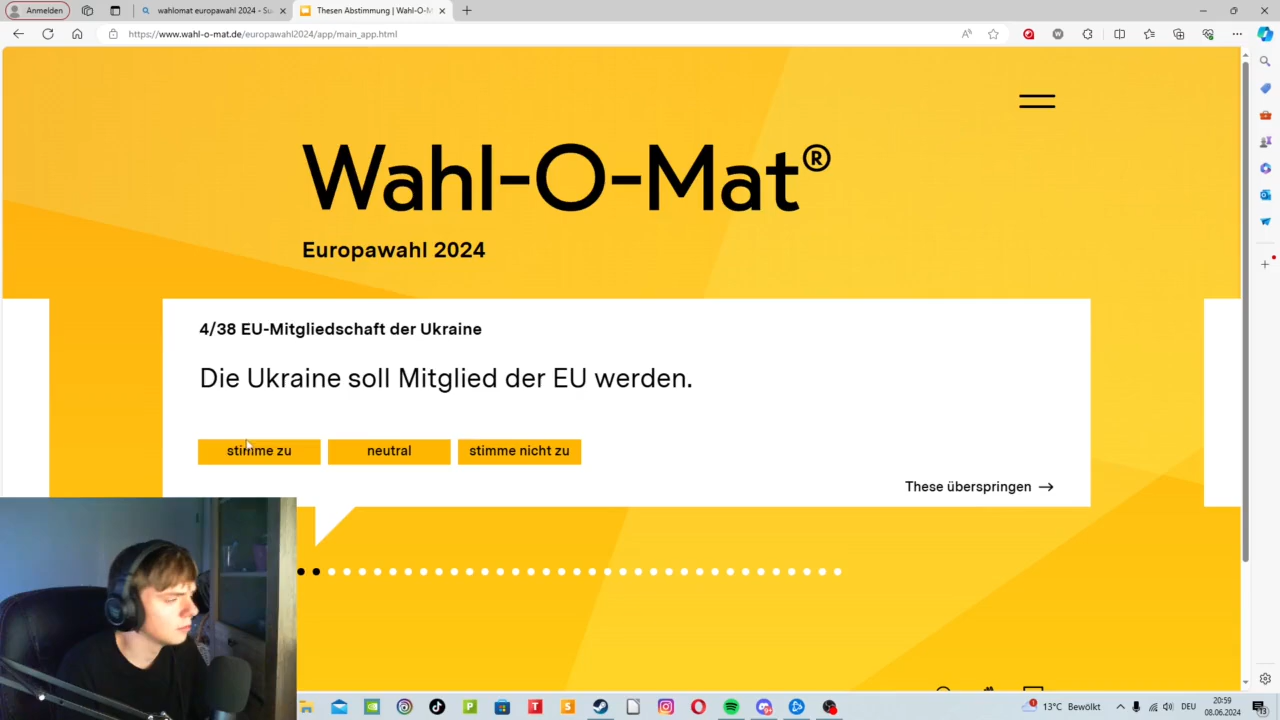 Anmelden
wahlomat europawahl 2024 - Su
Thesen Abstimmung | Wahl-O-M
https://www.wahl-o-mat.de/europawahl2024/app/main_app.html
Wahl-O-Mat®
Europawahl 2024
4/38 EU-Mitgliedschaft der Ukraine
Die Ukraine soll Mitglied der EU werden.
stimme zu
neutral
stimme nicht zu
These überspringen →
13°C Bewölkt
DEU
20:59
08.06.2024